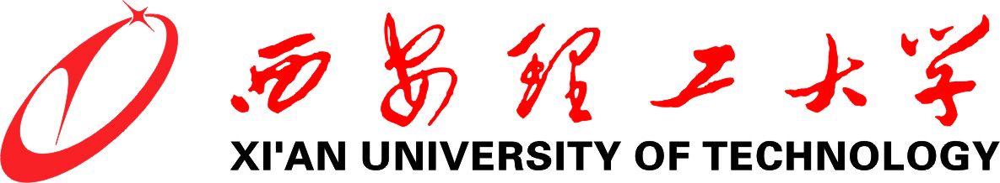 西安理工大学
XI'AN UNIVERSITY OF TECHNOLOGY